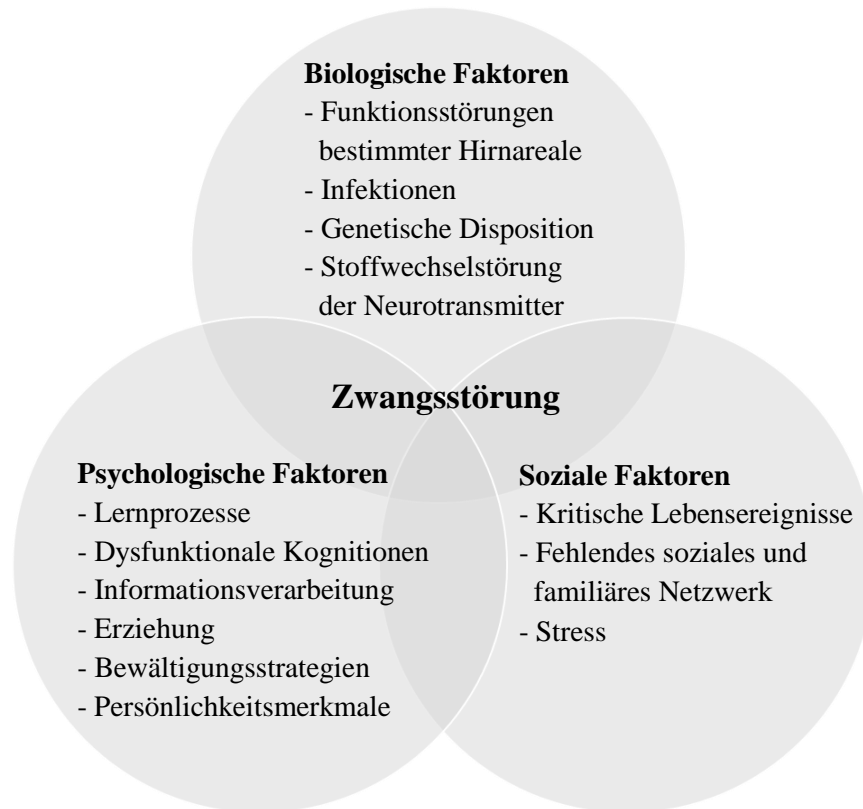 Biologische Faktoren
- Funktionsstörungen
bestimmter Hirnareale
- Infektionen
- Genetische Disposition
- Stoffwechselstörung
der Neurotransmitter
Zwangsstörung
Psychologische Faktoren
- Lernprozesse
- Dysfunktionale Kognitionen
- Informationsverarbeitung
- Erziehung
- Bewältigungsstrategien
- Persönlichkeitsmerkmale
Soziale Faktoren
- Kritische Lebensereignisse
- Fehlendes soziales und
familiäres Netzwerk
- Stress